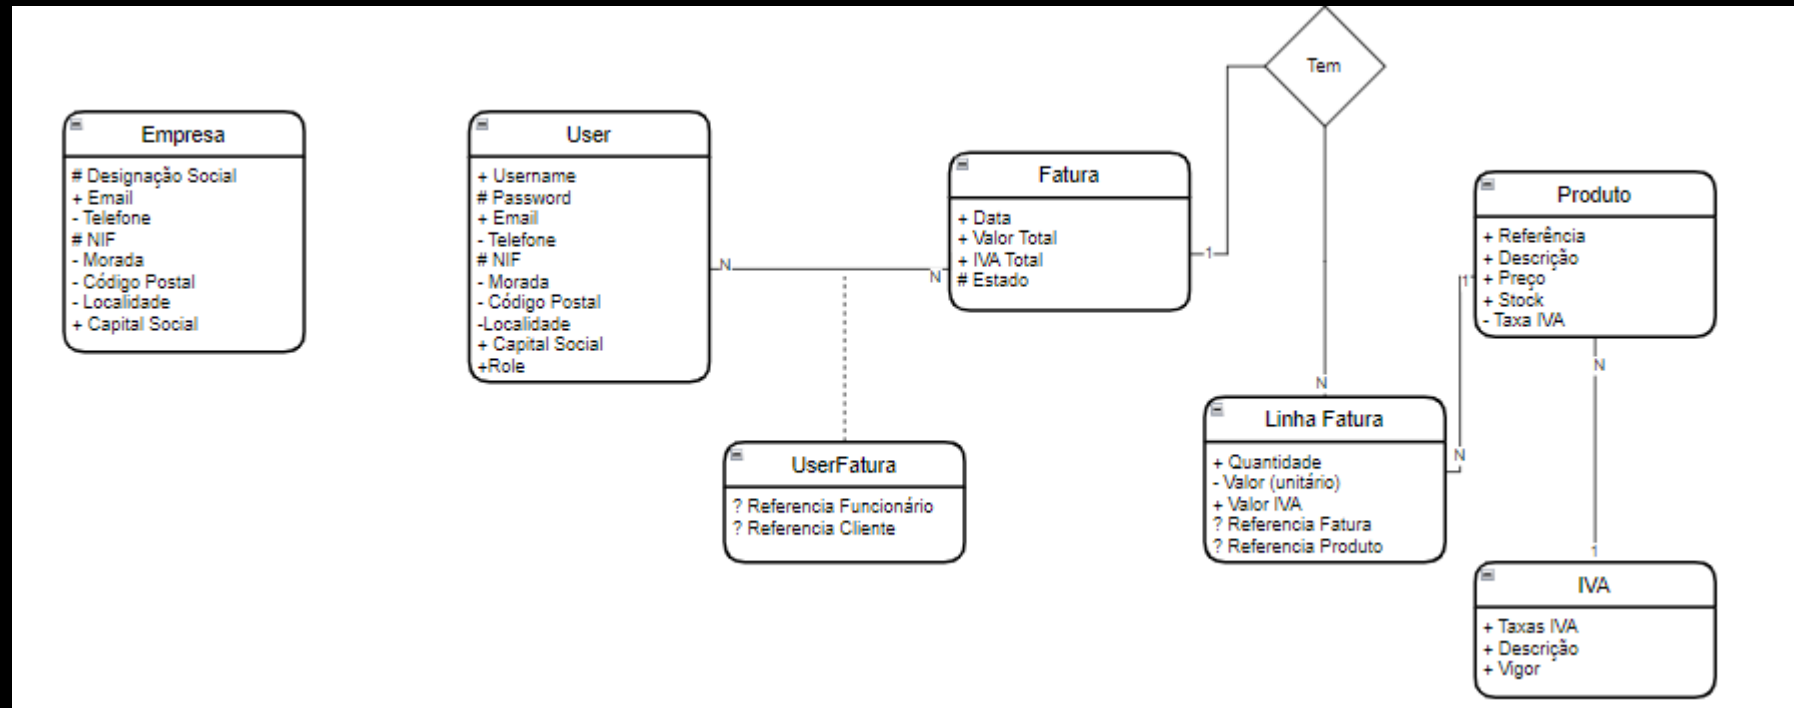 Tem
Empresa
# Designação Social
+ Email
- Telefone
# NIF
- Morada
- Código Postal
- Localidade
+ Capital Social
User
+ Username
# Password
+ Email
- Telefone
# NIF
- Morada
- Código Postal
-Localidade
+ Capital Social
+Role
N
N
Fatura
+ Data
+ Valor Total
+ IVA Total
# Estado
1
UserFatura
? Referencia Funcionário
? Referencia Cliente
N
Linha Fatura
+ Quantidade
- Valor (unitário)
+ Valor IVA
? Referencia Fatura
? Referencia Produto
N
1
Produto
+ Referência
+ Descrição
+ Preço
+ Stock
- Taxa IVA
N
1
IVA
+ Taxas IVA
+ Descrição
+ Vigor